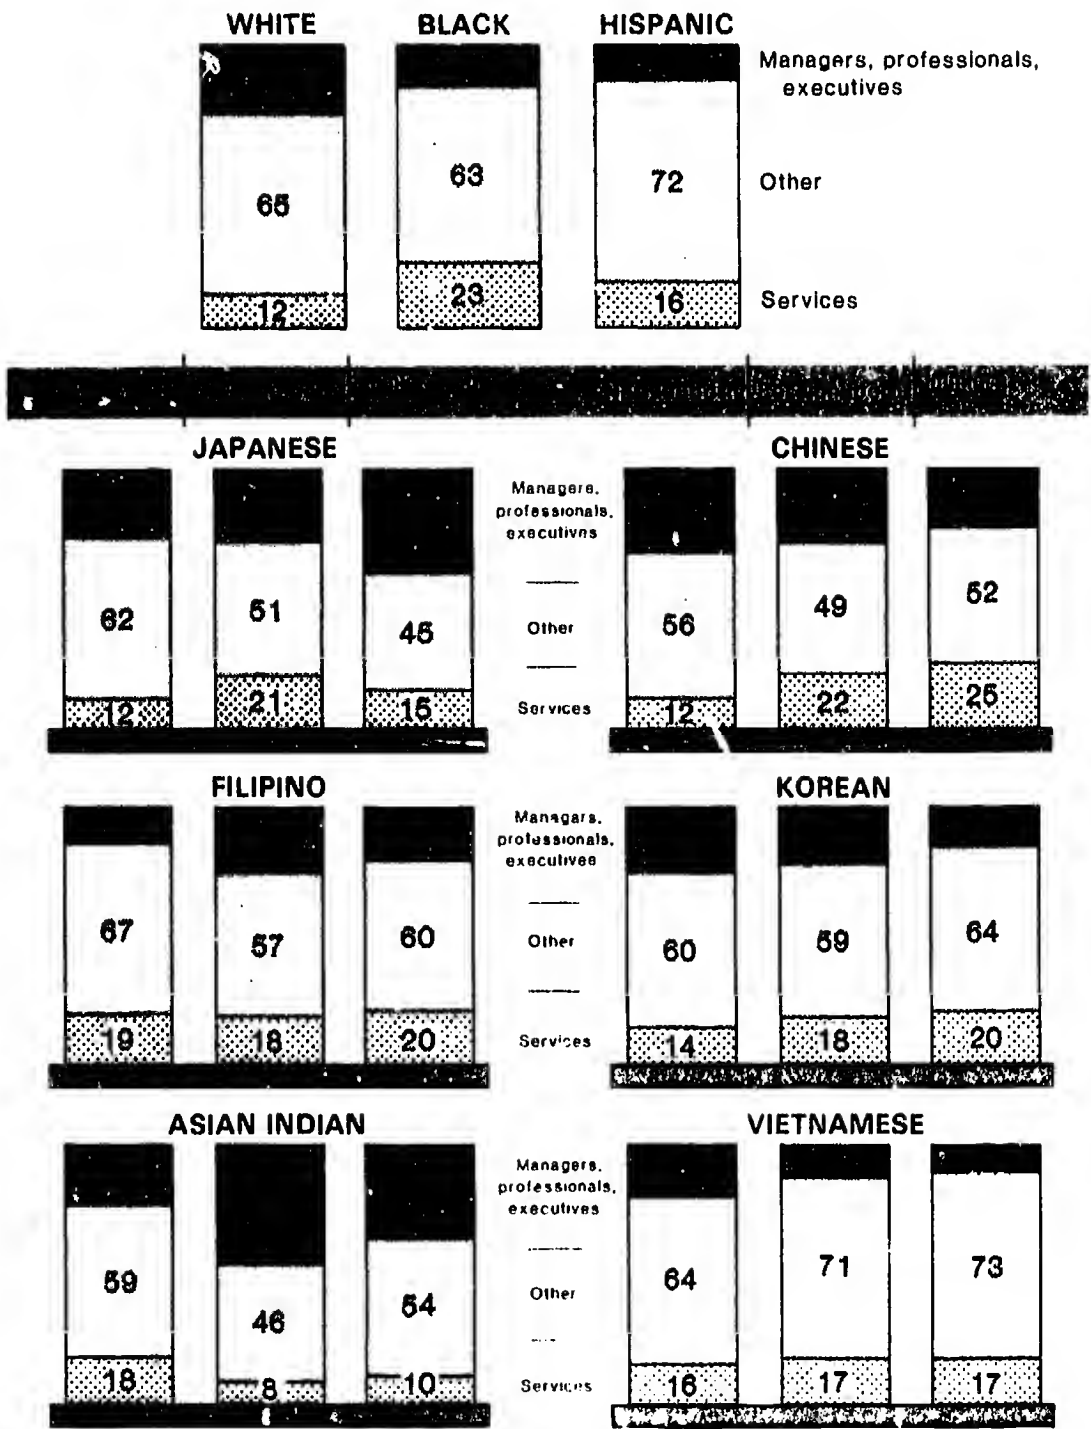 WHITE BLACK HISPANIC
Managers, professionals,
executives
65 63 72 Other
12 23 16 Services
JAPANESE CHINESE
Managers,
professionals,
executives
62 51 45 Other 56 49 52
12 21 15 Services 12 22 25
FILIPINO KOREAN
Managars,
professionals,
executives
67 57 60 Other 60 59 64
19 18 20 Services 14 18 20
ASIAN INDIAN VIETNAMESE
Managers,
professionals,
executives
59 46 54 Other 64 71 73
18 8 10 Services 16 17 17